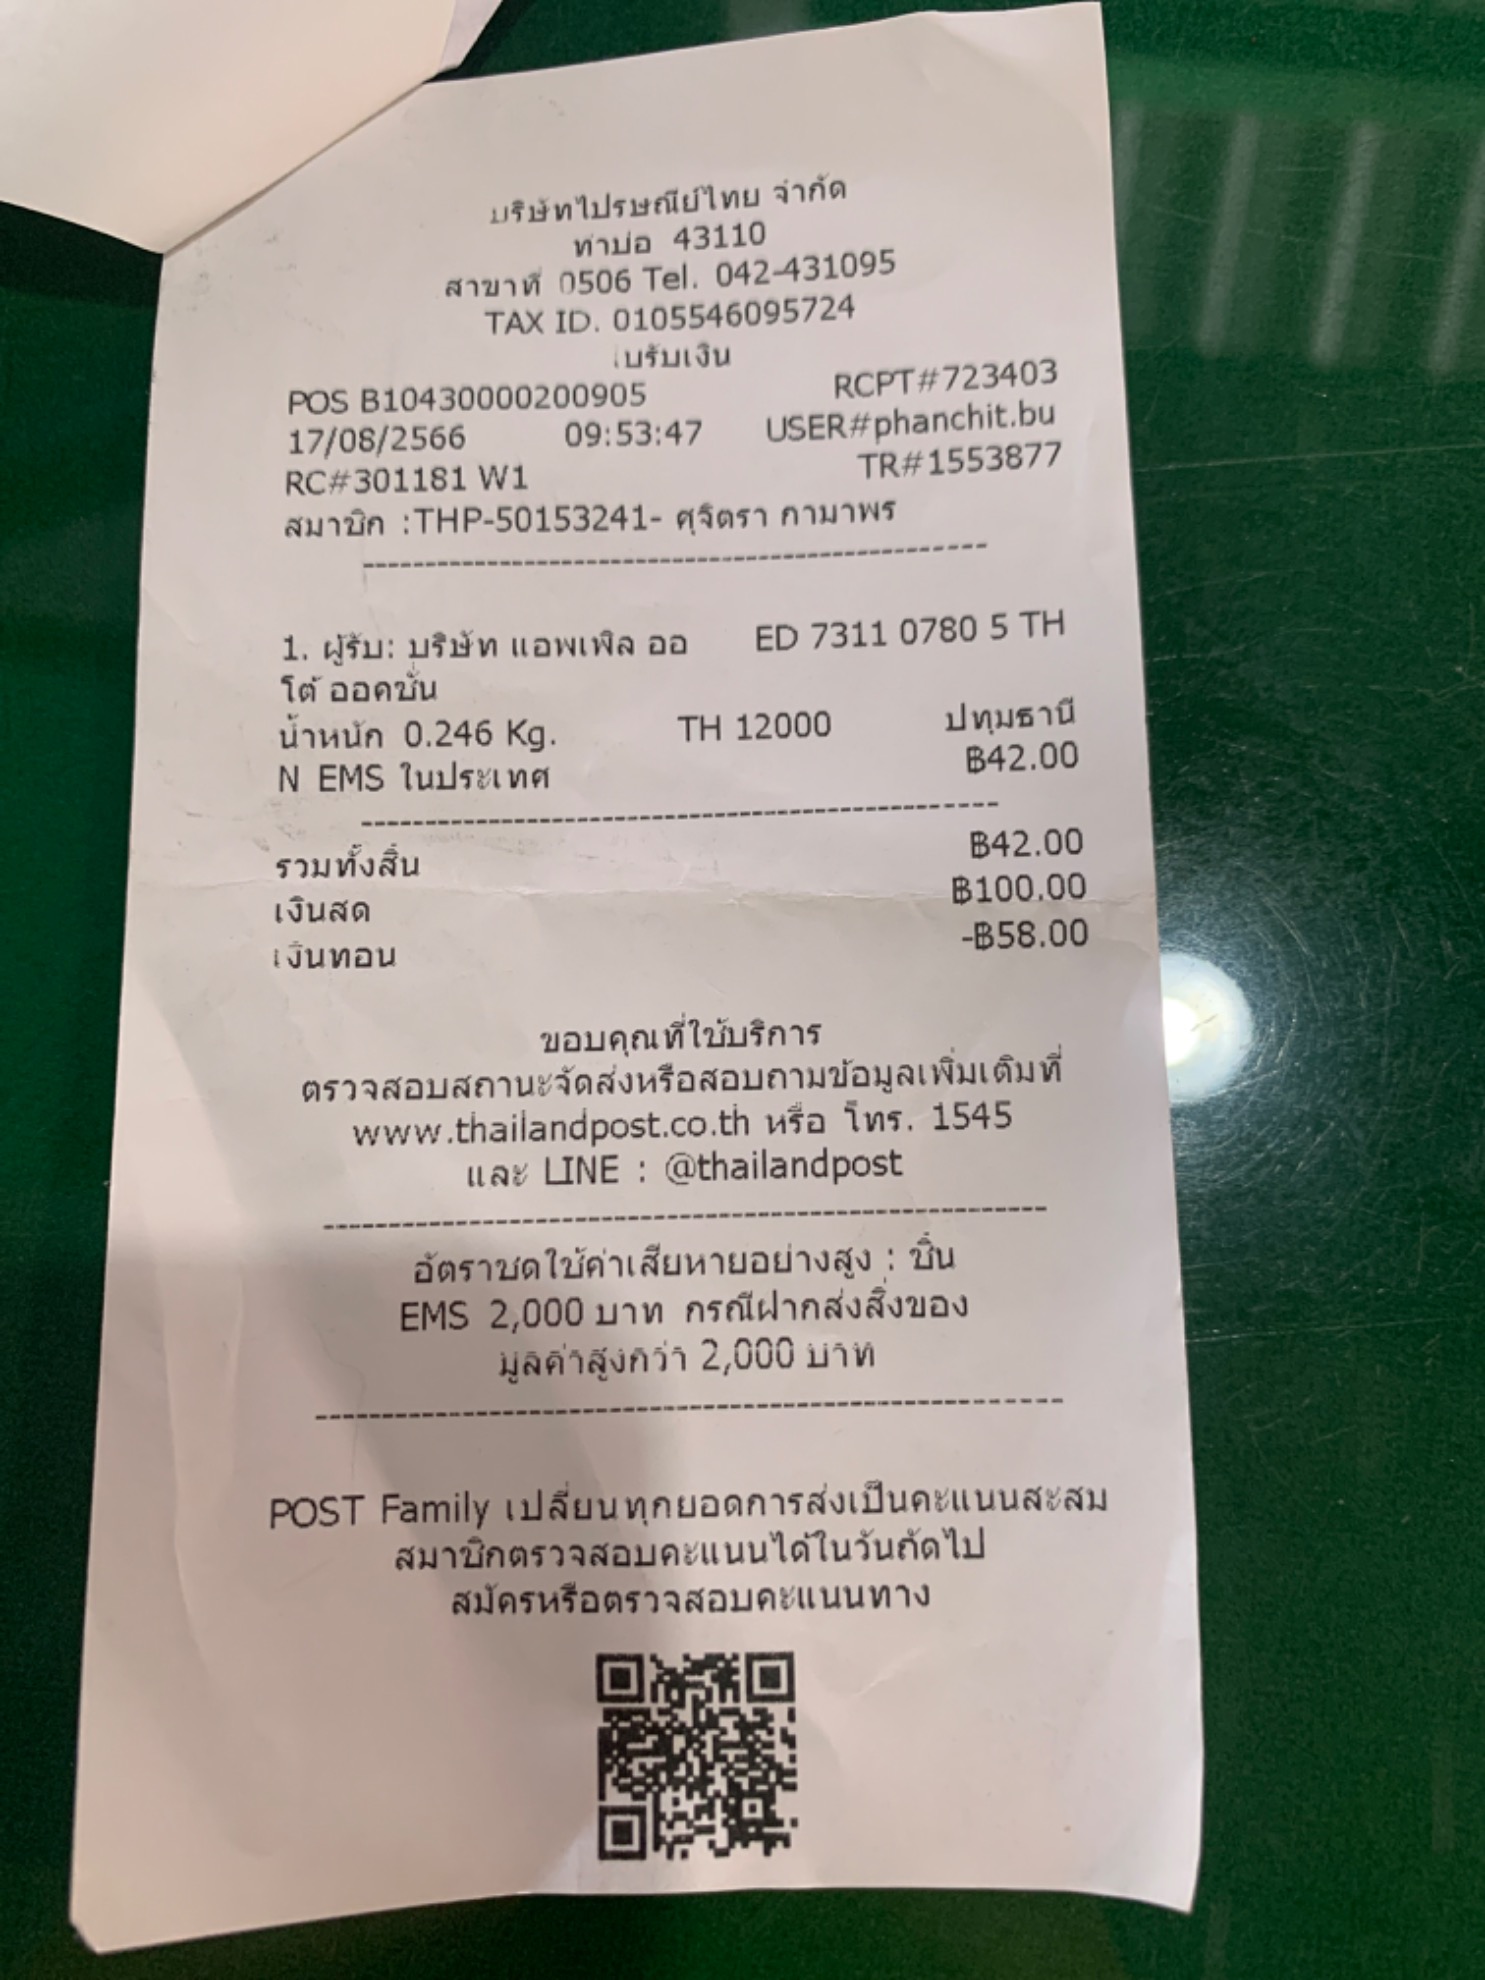 บริษัทไปรษณีย์ไทย จำกัด
ท่าบ่อ 43110
สาขาที่ 0506 Tel. 042-431095
TAX ID. 0105546095724
ใบรับเงิน
POS B10430000200905 RCPT#723403
17/08/2566 09:53:47 USER#phanchit.bu
RC#301181 W1 TR#1553877
สมาชิก :THP-50153241- ศุจิตรา กามาพร
------------------------------------------------
1. ผู้รับ: บริษัท แอพเพิล ออ ED 7311 0780 5 TH
โต้ ออคชั่น
น้ำหนัก 0.246 Kg. TH 12000 ปทุมธานี
N EMS ในประเทศ ฿42.00
------------------------------------------------
รวมทั้งสิ้น ฿42.00
เงินสด ฿100.00
เงินทอน -฿58.00
ขอบคุณที่ใช้บริการ
ตรวจสอบสถานะจัดส่งหรือสอบถามข้อมูลเพิ่มเติมที่
www.thailandpost.co.th หรือ โทร. 1545
และ LINE : @thailandpost
------------------------------------------------
อัตราชดใช้ค่าเสียหายอย่างสูง : ชิ้น
EMS 2,000 บาท กรณีฝากส่งสิ่งของ
มูลค่าสูงกว่า 2,000 บาท
------------------------------------------------
POST Family เปลี่ยนทุกยอดการส่งเป็นคะแนนสะสม
สมาชิกตรวจสอบคะแนนได้ในวันถัดไป
สมัครหรือตรวจสอบคะแนนทาง